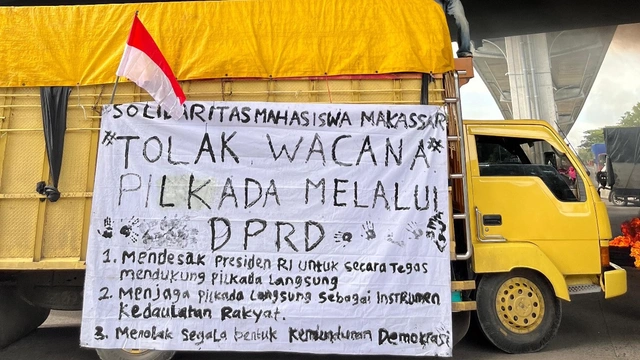 SOLIDARITAS MAHASISWA MAKASSAR
"TOLAK WACANA"
PILKADA MELALUI
DPRD
1. Mendesak Presiden RI untuk secara Tegas
mendukung Pilkada Langsung
2. Menjaga Pilkada Langsung Sebagai Instrumen
Kedaulatan Rakyat.
3. Menolak Segala bentuk Kemunduran Demokrasi